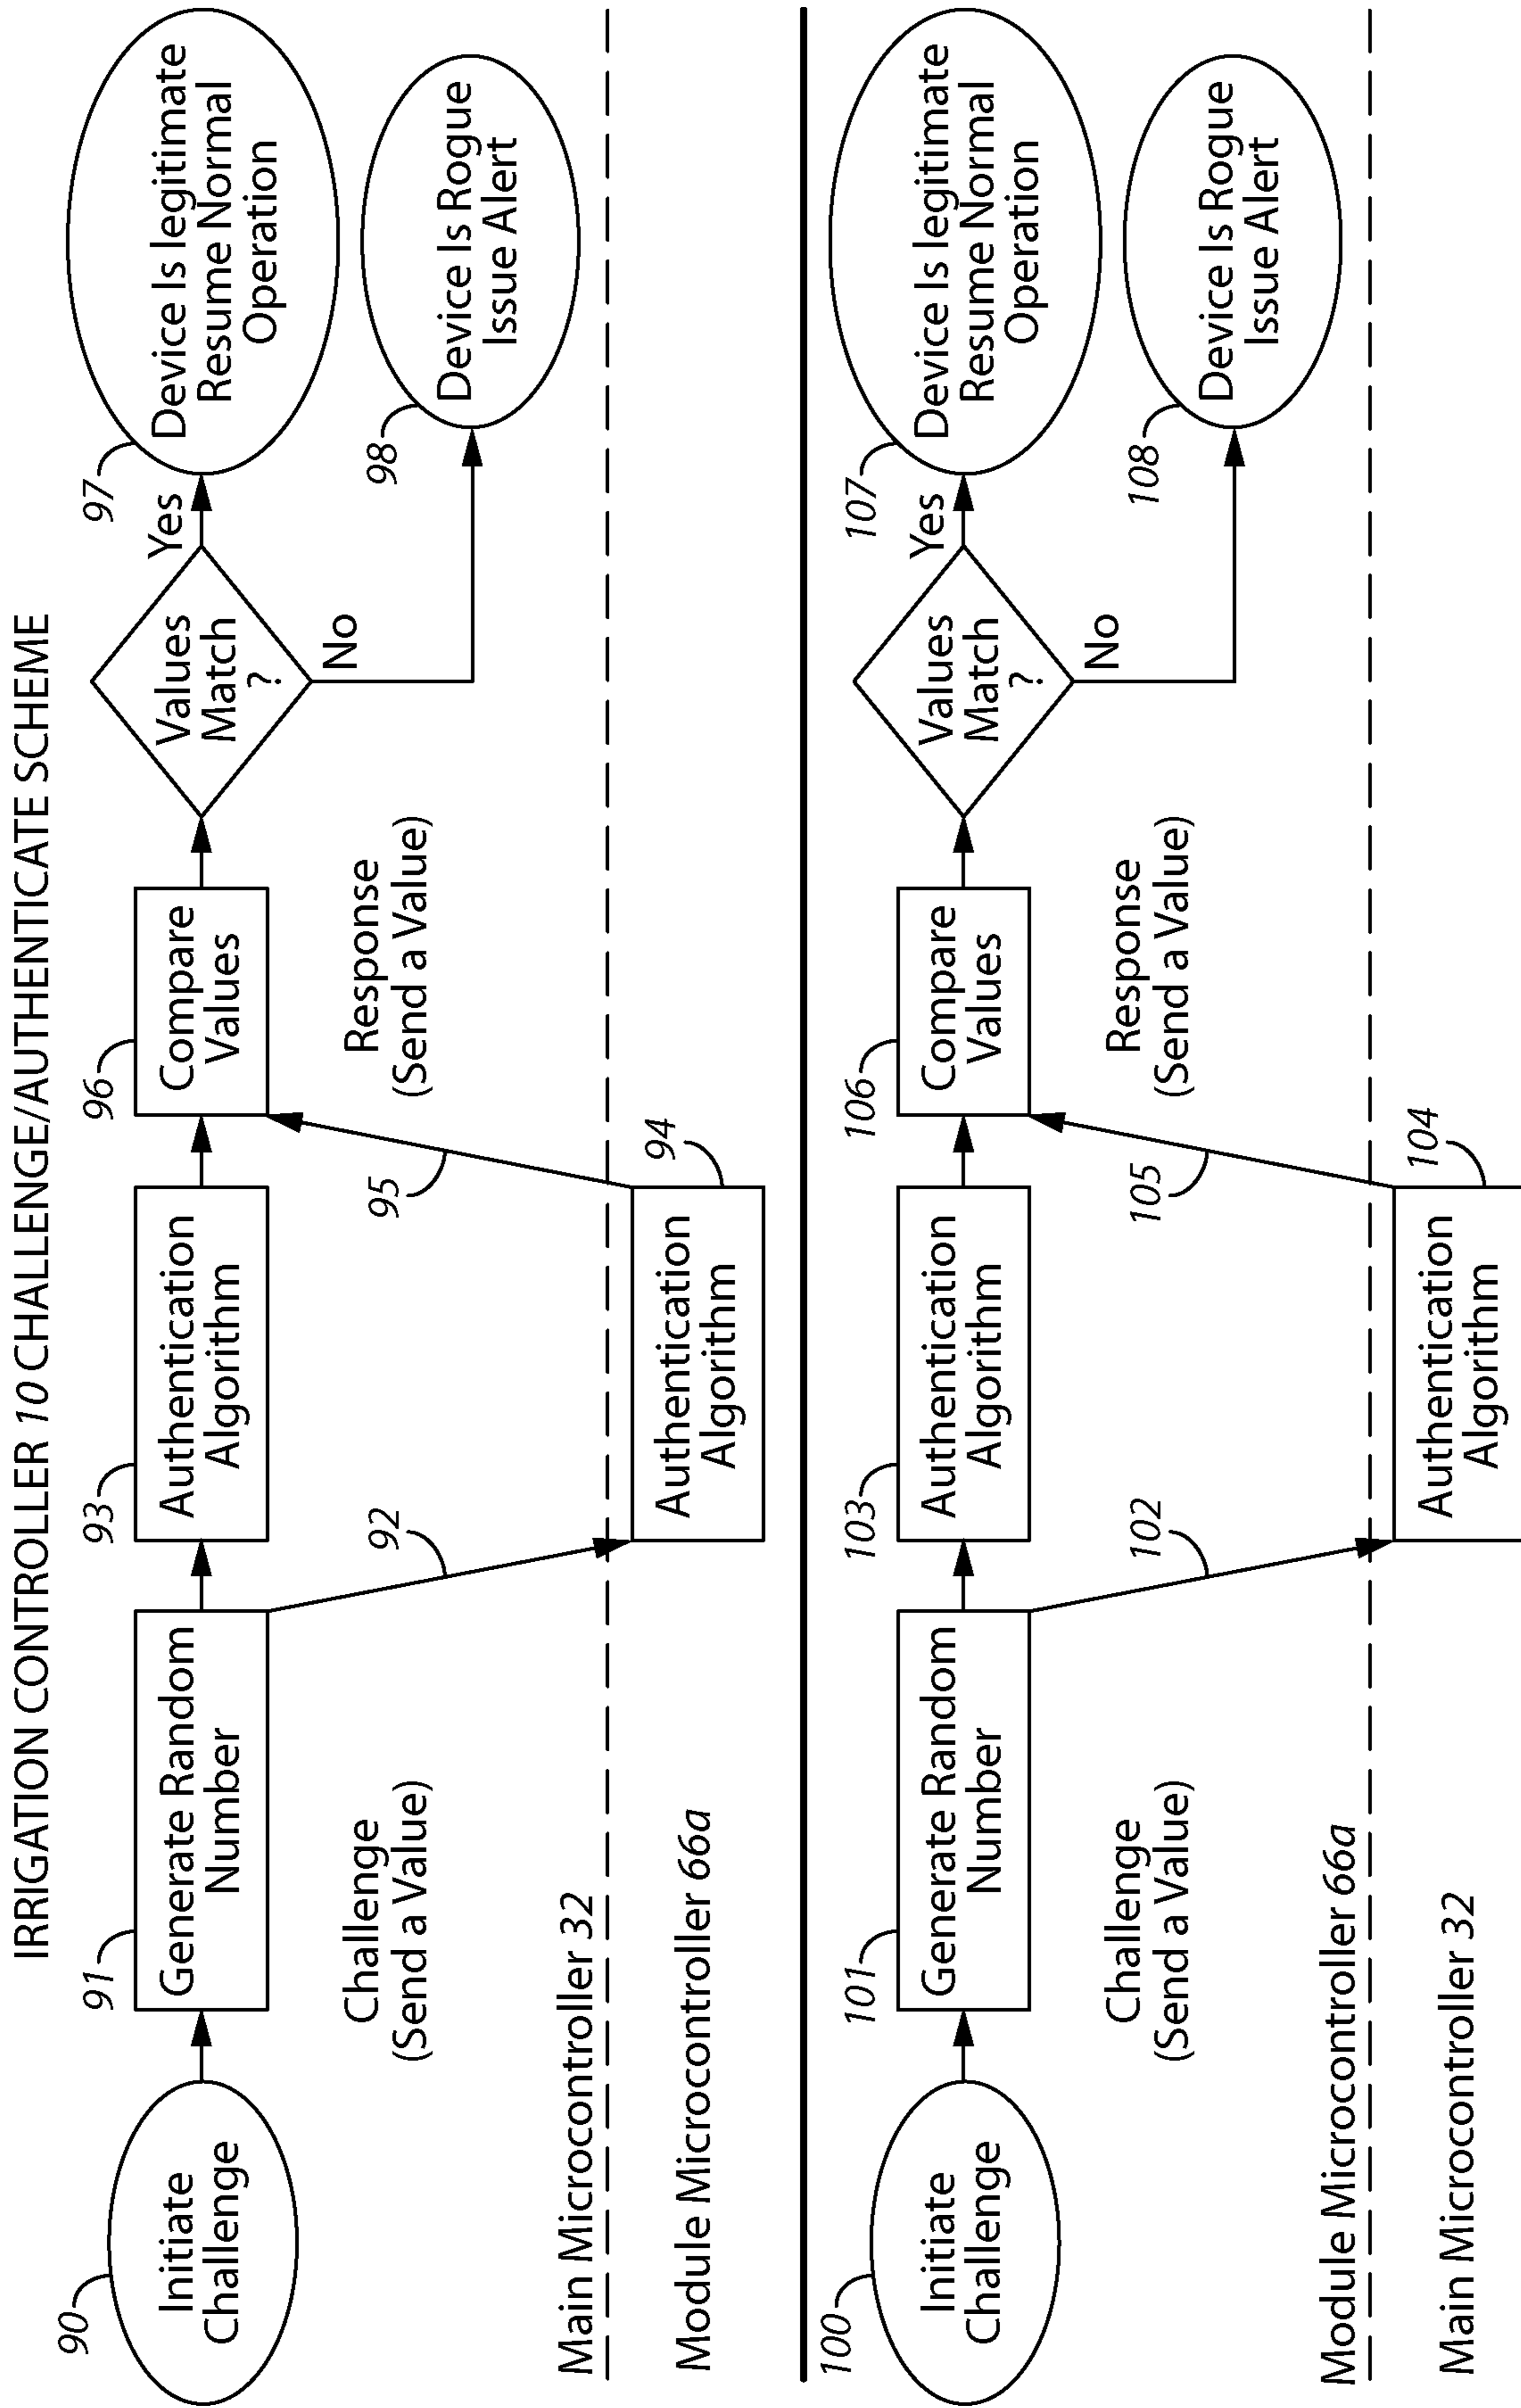 IRRIGATION CONTROLLER 10 CHALLENGE/AUTHENTICATE SCHEME
90
Initiate
Challenge
91
Generate Random
Number
93
Authentication
Algorithm
96
Compare
Values
Values
Match
?
Yes
97
Device Is legitimate
Resume Normal
Operation
No
98
Device Is Rogue
Issue Alert
Challenge
(Send a Value)
92
95
Response
(Send a Value)
Main Microcontroller 32
Module Microcontroller 66a
94
Authentication
Algorithm
100
Initiate
Challenge
101
Generate Random
Number
103
Authentication
Algorithm
106
Compare
Values
Values
Match
?
Yes
107
Device Is legitimate
Resume Normal
Operation
No
108
Device Is Rogue
Issue Alert
Challenge
(Send a Value)
102
105
Response
(Send a Value)
Module Microcontroller 66a
Main Microcontroller 32
104
Authentication
Algorithm